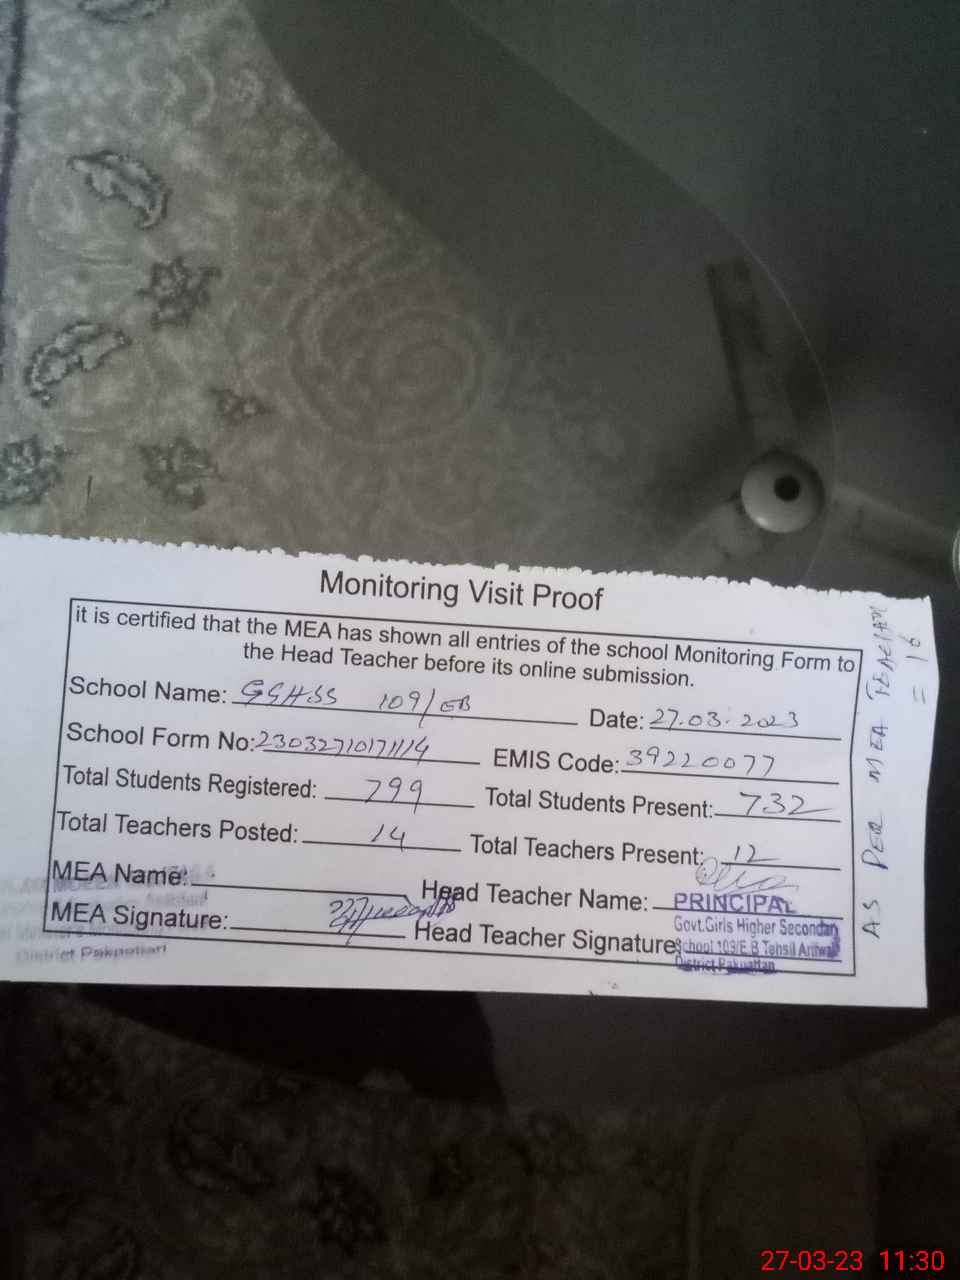 Monitoring Visit Proof
it is certified that the MEA has shown all entries of the school Monitoring Form to
the Head Teacher before its online submission.
School Name: GGHSS 109/EB Date: 27.03.2023
School Form No: EMIS Code: 39220077
Total Students Registered: 799 Total Students Present: 732
Total Teachers Posted: 14 Total Teachers Present: 12
MEA Name: Head Teacher Name:
MEA Signature: Head Teacher Signature:
PRINCIPAL
Govt.Girls Higher Secondary
School 109/E.B Tehsil
District Pakpattan
District Pakpattan
AS PER MEA
= 16
27-03-23 11:30